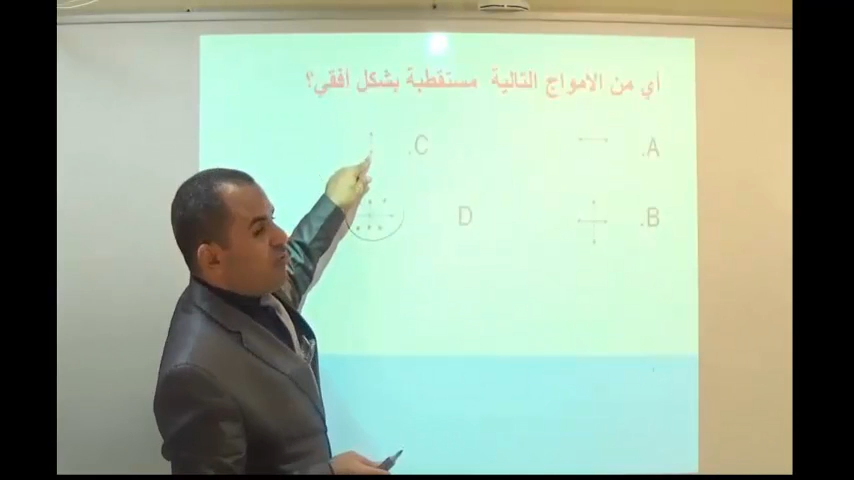 أي من الامواج التالية مستقطبة بشكل أفقي؟
A.
C.
B.
D